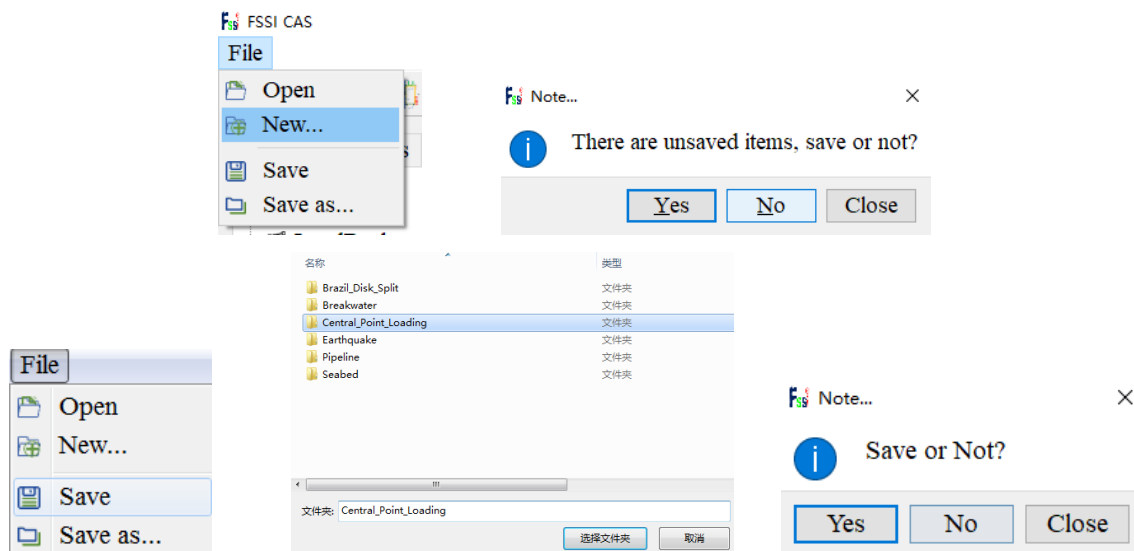 FSSI CAS
File
Open
New...
Save
Save as...
Note...
There are unsaved items, save or not?
Yes
No
Close
名称
类型
Brazil_Disk_Split
文件夹
Breakwater
文件夹
Central_Point_Loading
文件夹
Earthquake
文件夹
Pipeline
文件夹
Seabed
文件夹
文件夹: Central_Point_Loading
选择文件夹
取消
File
Open
New...
Save
Save as...
Note...
Save or Not?
Yes
No
Close